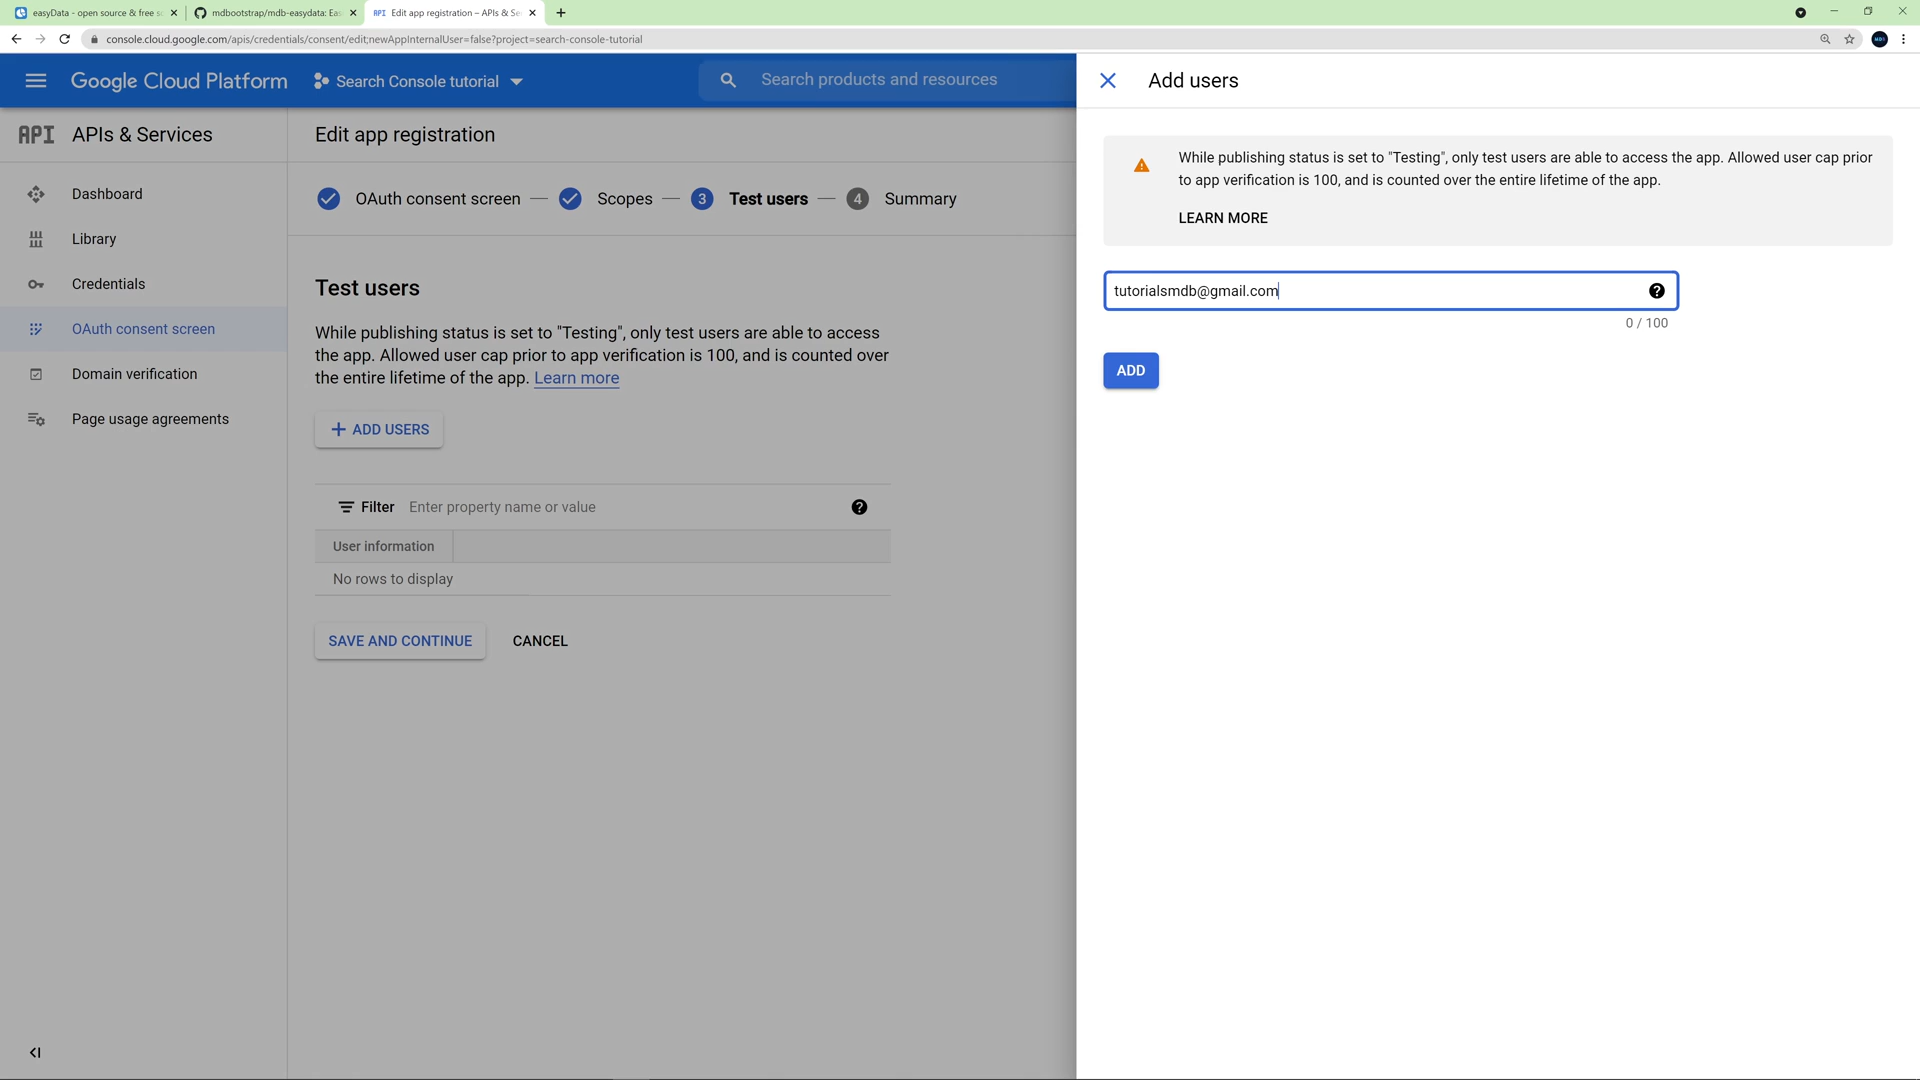 easyData - open source & free sc
mdbootstrap/mdb-easydata: Eas
API Edit app registration – APIs & Se
console.cloud.google.com/apis/credentials/consent/edit;newAppInternalUser=false?project=search-console-tutorial
Google Cloud Platform
Search Console tutorial
Search products and resources
API APIs & Services
Dashboard
Library
Credentials
OAuth consent screen
Domain verification
Page usage agreements
Edit app registration
OAuth consent screen
Scopes
3 Test users
4 Summary
Test users
While publishing status is set to "Testing", only test users are able to access
the app. Allowed user cap prior to app verification is 100, and is counted over
the entire lifetime of the app. Learn more
+ ADD USERS
Filter Enter property name or value
?
User information
No rows to display
SAVE AND CONTINUE
CANCEL
Add users
While publishing status is set to "Testing", only test users are able to access the app. Allowed user cap prior
to app verification is 100, and is counted over the entire lifetime of the app.
LEARN MORE
tutorialsmdb@gmail.com
?
0 / 100
ADD